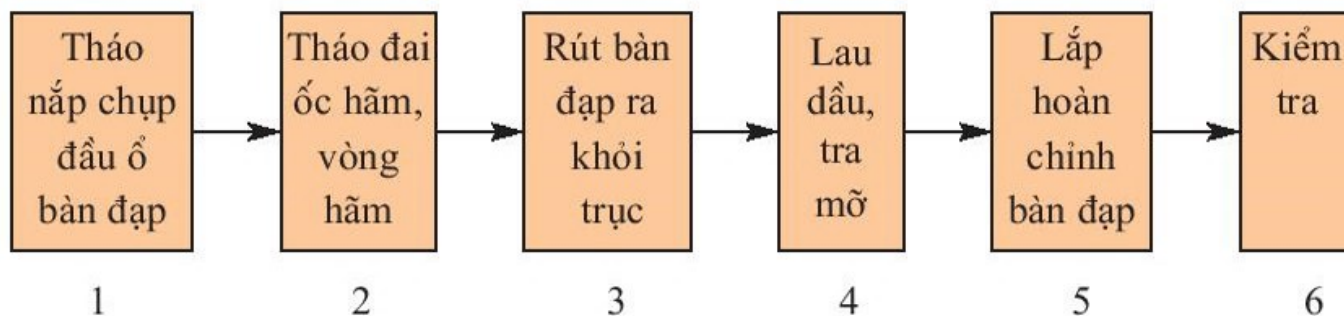 Tháo
nắp chụp
đầu ổ
bàn đạp
Tháo đai
ốc hãm,
vòng
hãm
Rút bàn
đạp ra
khỏi
trục
Lau
dầu,
tra
mỡ
Lắp
hoàn
chỉnh
bàn đạp
Kiểm
tra
1
2
3
4
5
6